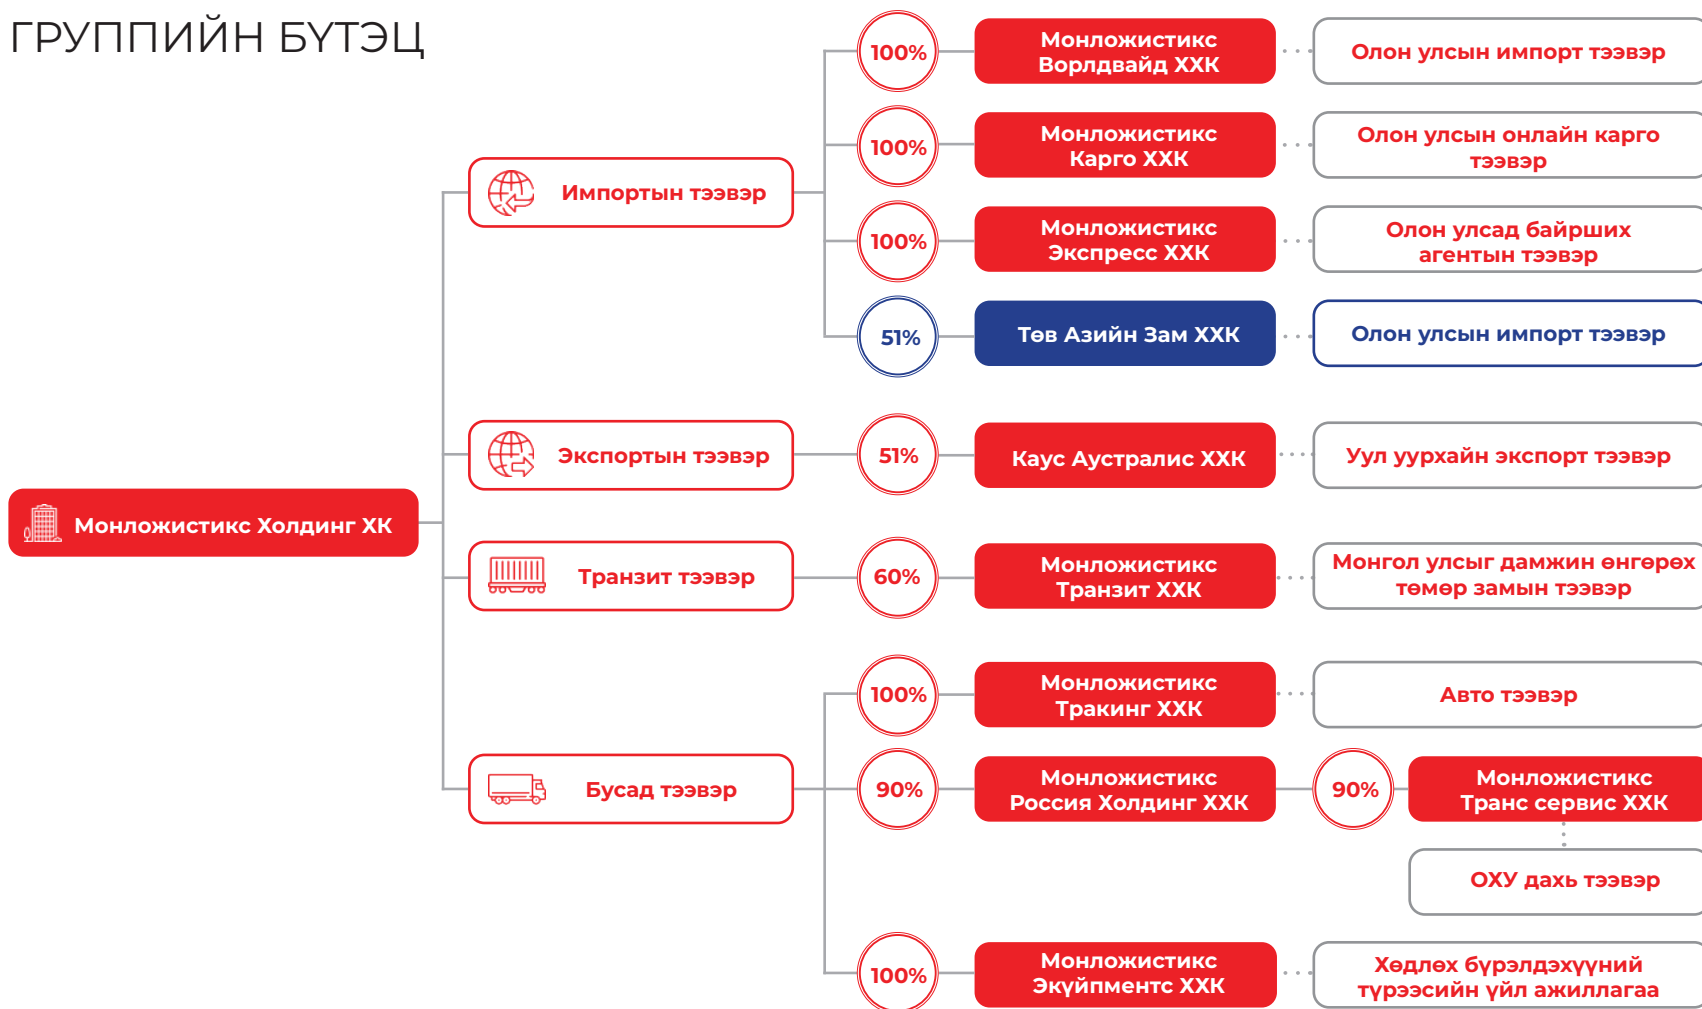 ГРУППИЙН БҮТЭЦ
Монложистикс Холдинг ХК
Импортын тээвэр
100%
Монложистикс
Ворлдвайд ХХК
Олон улсын импорт тээвэр
100%
Монложистикс
Карго ХХК
Олон улсын онлайн карго
тээвэр
100%
Монложистикс
Экспресс ХХК
Олон улсад байрших
агентын тээвэр
51%
Төв Азийн Зам ХХК
Олон улсын импорт тээвэр
Экспортын тээвэр
51%
Каус Аустралис ХХК
Уул уурхайн экспорт тээвэр
Транзит тээвэр
60%
Монложистикс
Транзит ХХК
Монгол улсыг дамжин өнгөрөх
төмөр замын тээвэр
Бусад тээвэр
100%
Монложистикс
Тракинг ХХК
Авто тээвэр
90%
Монложистикс
Россия Холдинг ХХК
90%
Монложистикс
Транс сервис ХХК
ОХУ дахь тээвэр
100%
Монложистикс
Экүйпментс ХХК
Хөдлөх бүрэлдэхүүний
түрээсийн үйл ажиллагаа